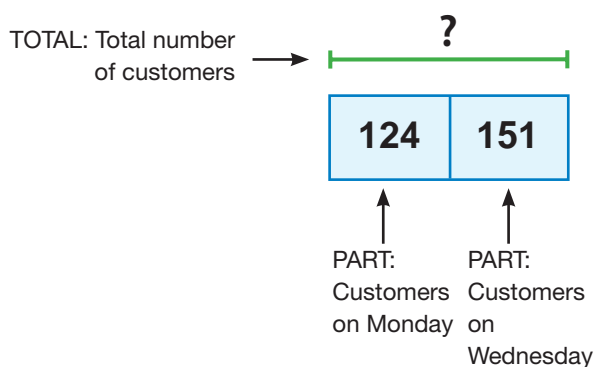 ?
TOTAL: Total number
of customers
124 151
PART:
Customers
on Monday
PART:
Customers
on
Wednesday